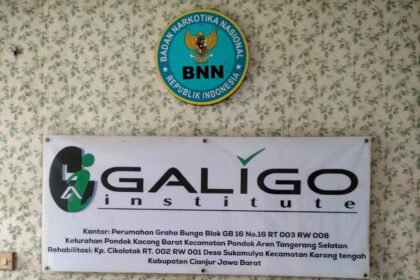 BADAN NARKOTIKA NASIONAL
BNN
REPUBLIK INDONESIA
GALIGO
institute
Kantor: Perumahan Graha Bunga Blok GB 16 No.16 RT 003 RW 008
Kelurahan Pondok Kacang Barat Kecamatan Pondok Aren Tangerang Selatan
Rehabilitasi: Kp. Cikolotok RT. 002 RW 001 Desa Sukamulya Kecamatan Karang tengah
Kabupaten Cianjur Jawa Barat